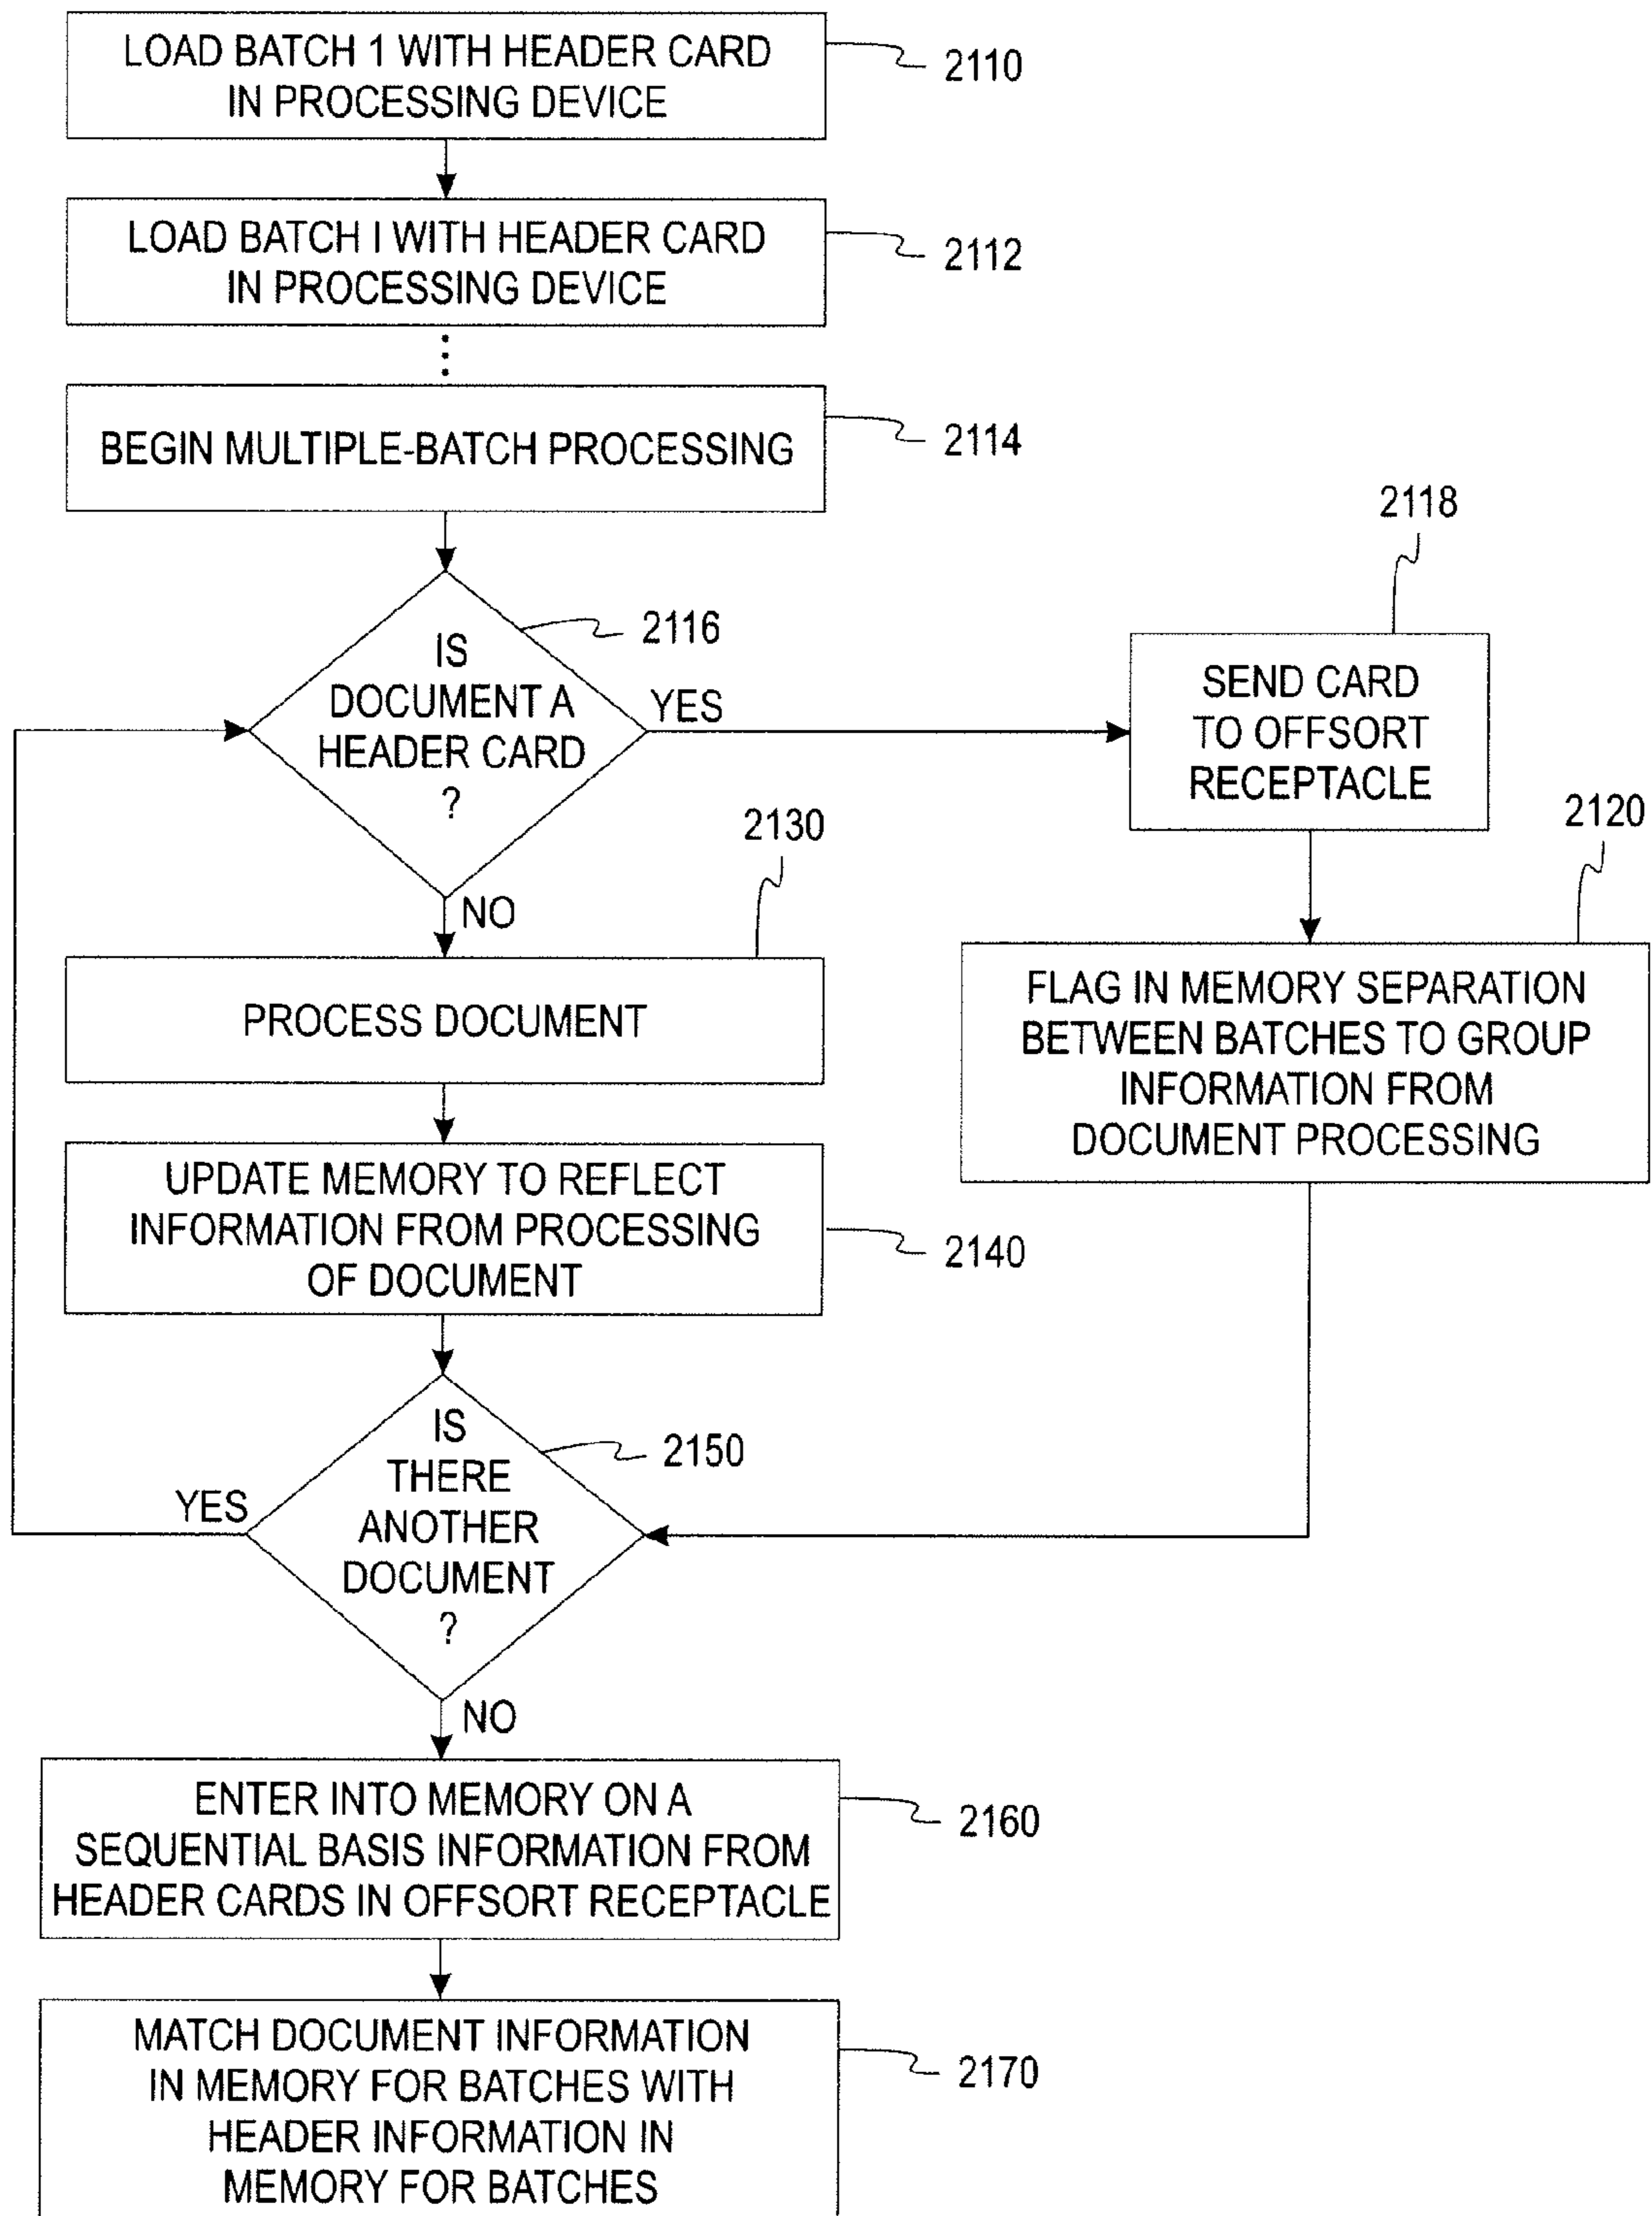 LOAD BATCH 1 WITH HEADER CARD
IN PROCESSING DEVICE
2110
LOAD BATCH I WITH HEADER CARD
IN PROCESSING DEVICE
2112
BEGIN MULTIPLE-BATCH PROCESSING
2114
2116
IS
DOCUMENT A
HEADER CARD
?
YES
NO
2118
SEND CARD
TO OFFSORT
RECEPTACLE
2120
FLAG IN MEMORY SEPARATION
BETWEEN BATCHES TO GROUP
INFORMATION FROM
DOCUMENT PROCESSING
2130
PROCESS DOCUMENT
UPDATE MEMORY TO REFLECT
INFORMATION FROM PROCESSING
OF DOCUMENT
2140
IS
THERE
ANOTHER
DOCUMENT
?
2150
YES
NO
ENTER INTO MEMORY ON A
SEQUENTIAL BASIS INFORMATION FROM
HEADER CARDS IN OFFSORT RECEPTACLE
2160
MATCH DOCUMENT INFORMATION
IN MEMORY FOR BATCHES WITH
HEADER INFORMATION IN
MEMORY FOR BATCHES
2170